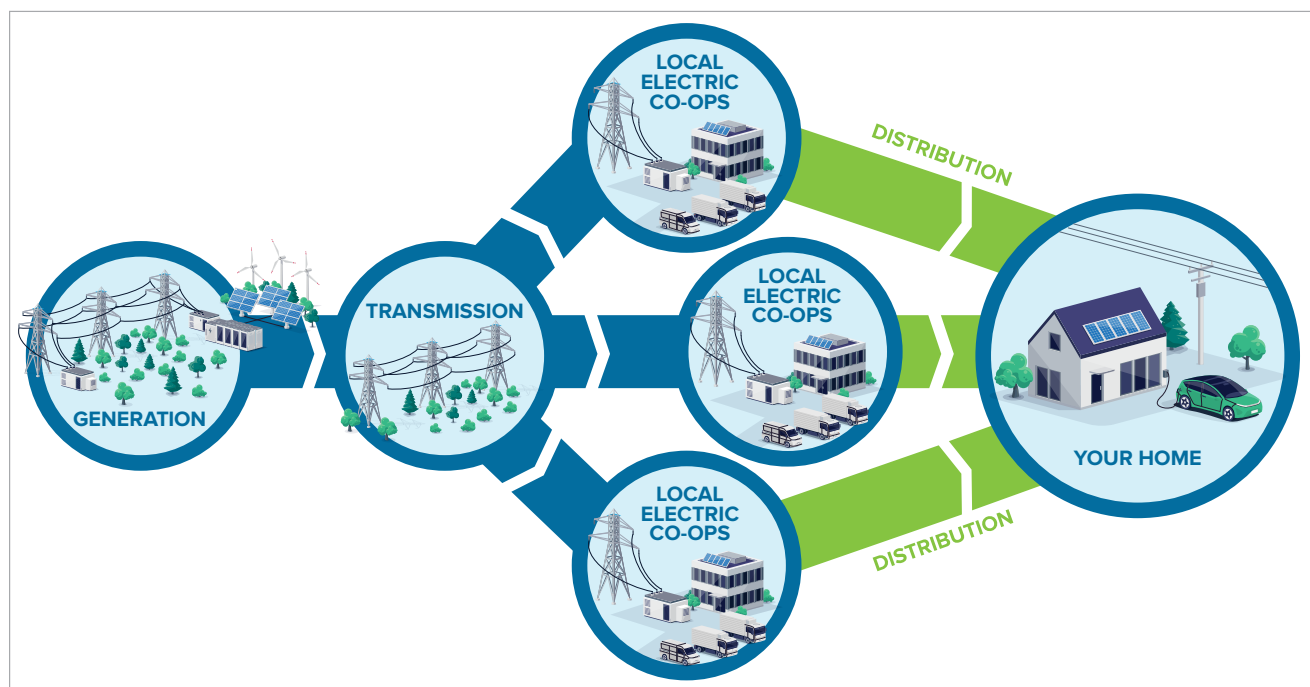 GENERATION
TRANSMISSION
LOCAL
ELECTRIC
CO-OPS
LOCAL
ELECTRIC
CO-OPS
LOCAL
ELECTRIC
CO-OPS
DISTRIBUTION
DISTRIBUTION
YOUR HOME